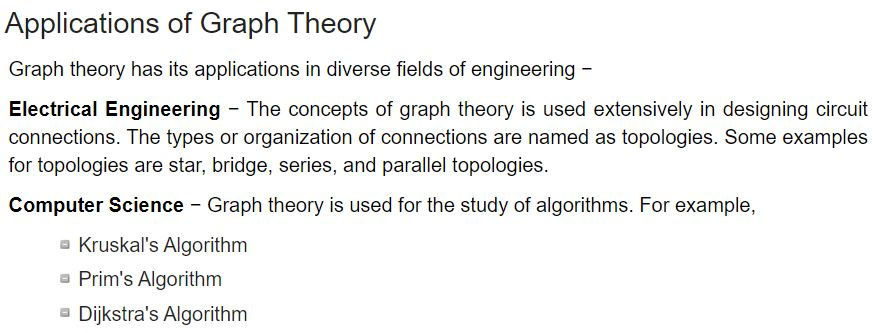 Applications of Graph Theory
Graph theory has its applications in diverse fields of engineering −
Electrical Engineering − The concepts of graph theory is used extensively in designing circuit
connections. The types or organization of connections are named as topologies. Some examples
for topologies are star, bridge, series, and parallel topologies.
Computer Science − Graph theory is used for the study of algorithms. For example,
Kruskal's Algorithm
Prim's Algorithm
Dijkstra's Algorithm